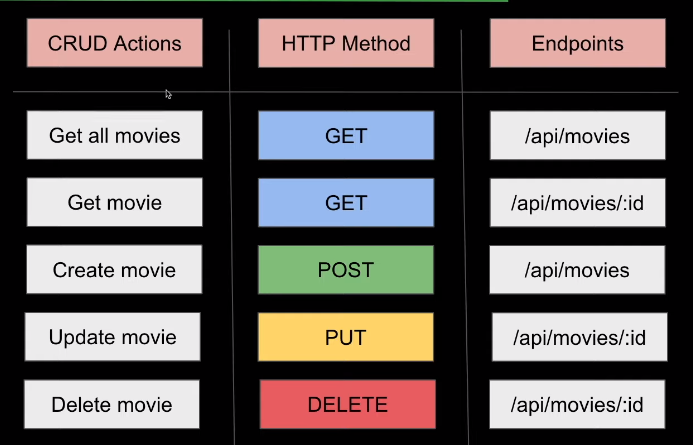 CRUD Actions HTTP Method Endpoints
Get all movies GET /api/movies
Get movie GET /api/movies/:id
Create movie POST /api/movies
Update movie PUT /api/movies/:id
Delete movie DELETE /api/movies/:id